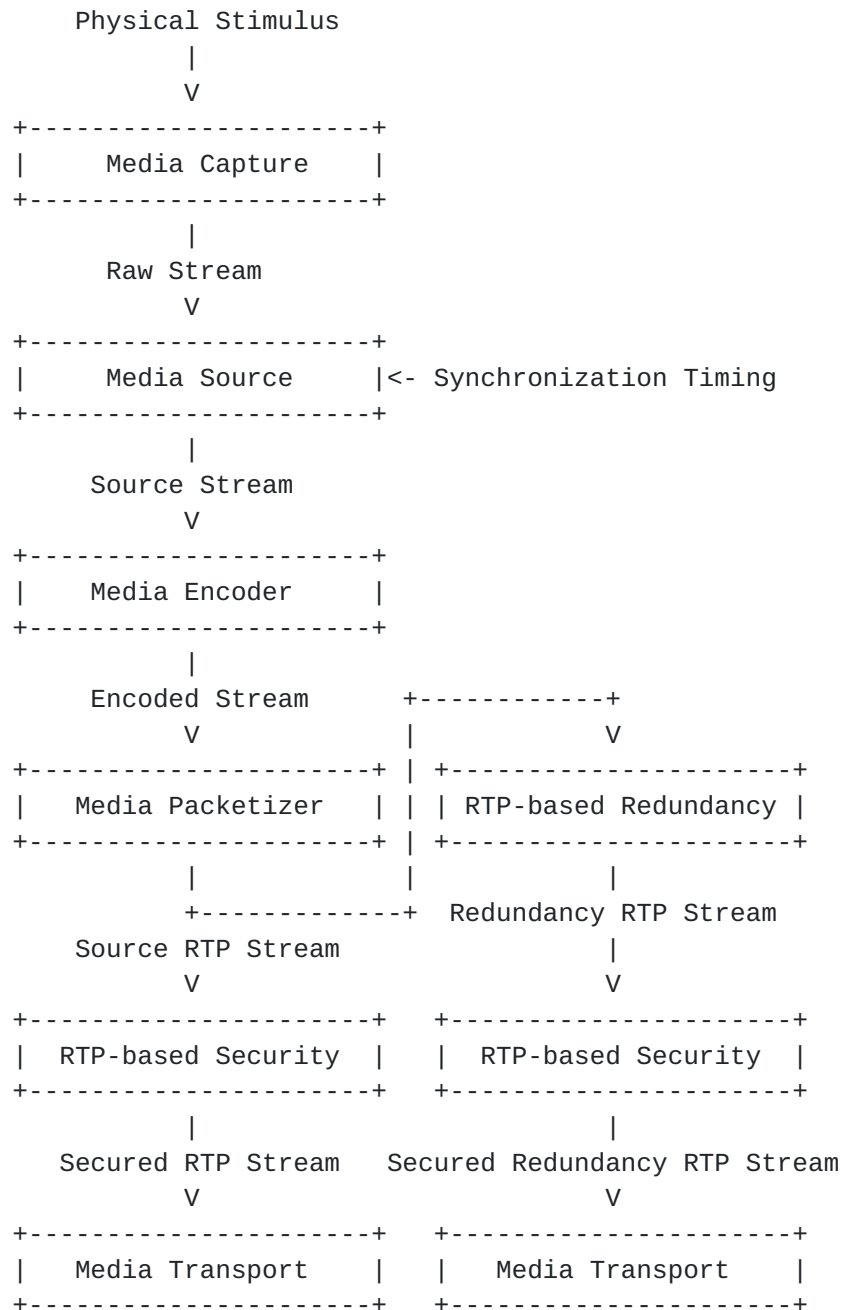 Physical Stimulus
|
V
+----------------------+
|     Media Capture    |
+----------------------+
|
Raw Stream
V
+----------------------+
|     Media Source     |<- Synchronization Timing
+----------------------+
|
Source Stream
V
+----------------------+
|    Media Encoder     |
+----------------------+
|
Encoded Stream      +------------+
V             |            V
+----------------------+ | +----------------------+
|   Media Packetizer   | | | RTP-based Redundancy |
+----------------------+ | +----------------------+
|             |            |
+-------------+  Redundancy RTP Stream
Source RTP Stream                 |
V                          V
+----------------------+   +----------------------+
|  RTP-based Security  |   |  RTP-based Security  |
+----------------------+   +----------------------+
|                          |
Secured RTP Stream   Secured Redundancy RTP Stream
V                          V
+----------------------+   +----------------------+
|   Media Transport    |   |   Media Transport    |
+----------------------+   +----------------------+